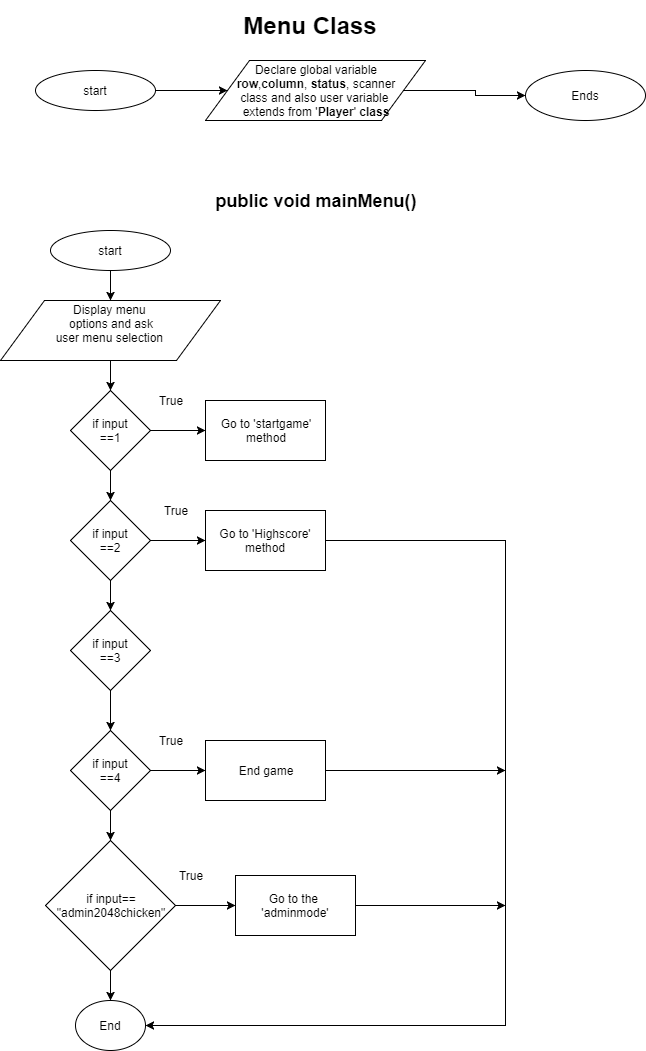 Menu Class
start
Declare global variable
row,column, status, scanner
class and also user variable
extends from 'Player' class
Ends
public void mainMenu()
start
Display menu
options and ask
user menu selection
True
if input
==1
Go to 'startgame'
method
True
if input
==2
Go to 'Highscore'
method
if input
==3
True
if input
==4
End game
True
if input==
"admin2048chicken"
Go to the
'adminmode'
End